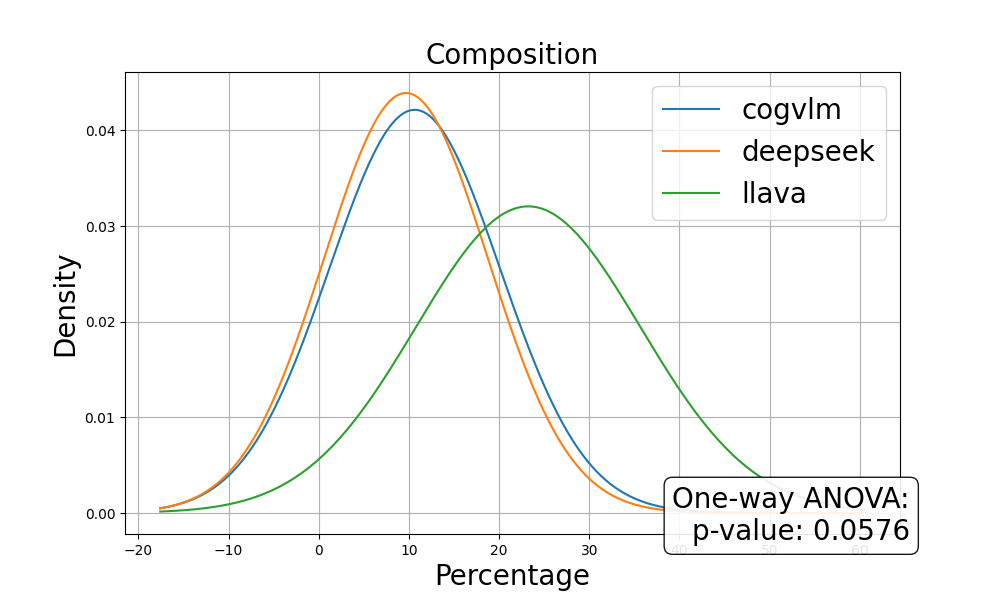 Composition
cogvlm
deepseek
llava
Density
0.04
0.03
0.02
0.01
0.00
One-way ANOVA:
p-value: 0.0576
−20 −10 0 10 20 30 40 50 60
Percentage